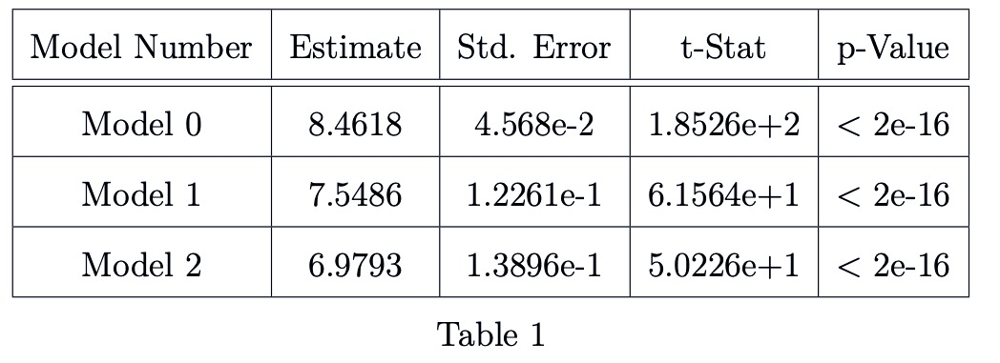 Model Number Estimate Std. Error t-Stat p-Value
Model 0 8.4618 4.568e-2 1.8526e+2 < 2e-16
Model 1 7.5486 1.2261e-1 6.1564e+1 < 2e-16
Model 2 6.9793 1.3896e-1 5.0226e+1 < 2e-16
Table 1